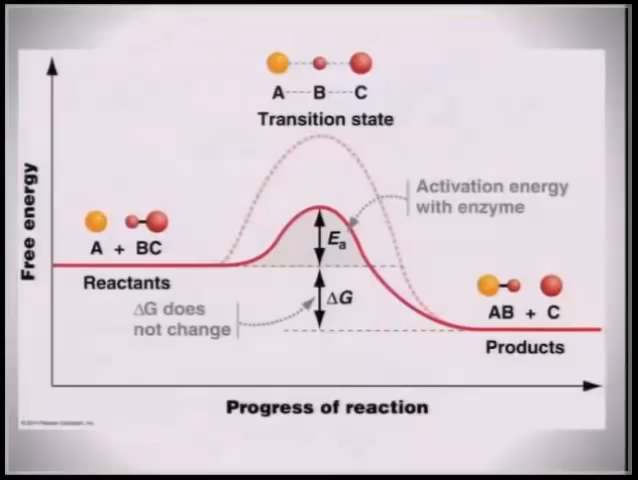 A-----B-----C
Transition state
Activation energy
with enzyme
Free energy
A + BC
Reactants
Ea
ΔG
ΔG does
not change
AB + C
Products
Progress of reaction